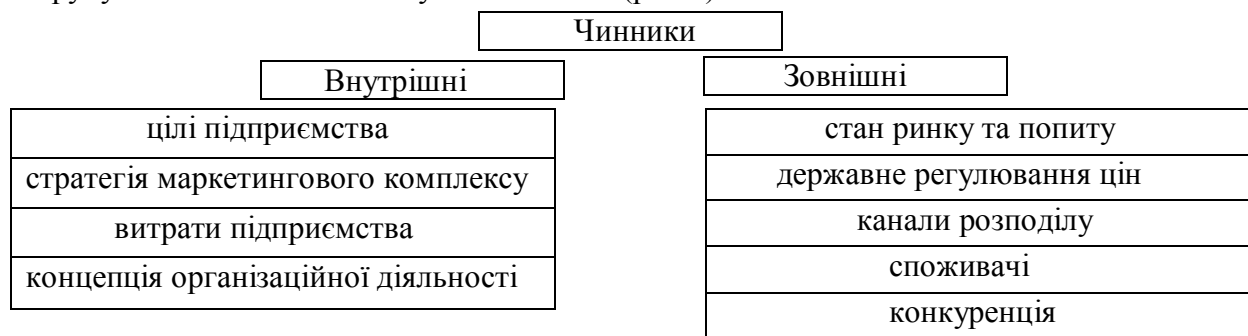 Чинники
Внутрішні
Зовнішні
цілі підприємства
стратегія маркетингового комплексу
витрати підприємства
концепція організаційної діяльності
стан ринку та попиту
державне регулювання цін
канали розподілу
споживачі
конкуренція